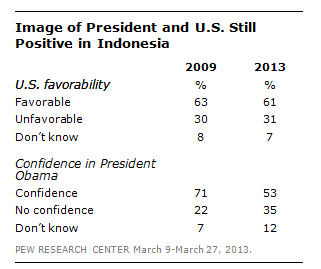 Image of President and U.S. Still
Positive in Indonesia
2009 2013
U.S. favorability % %
Favorable 63 61
Unfavorable 30 31
Don't know 8 7
Confidence in President
Obama
Confidence 71 53
No confidence 22 35
Don't know 7 12
PEW RESEARCH CENTER March 9-March 27, 2013.